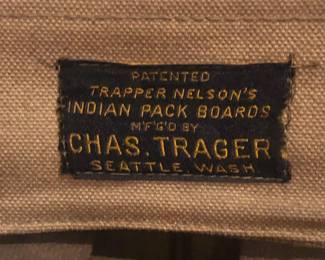 PATENTED
TRAPPER NELSON'S
INDIAN PACK BOARDS
M'F'G'D BY
CHAS. TRAGER
SEATTLE, WASH